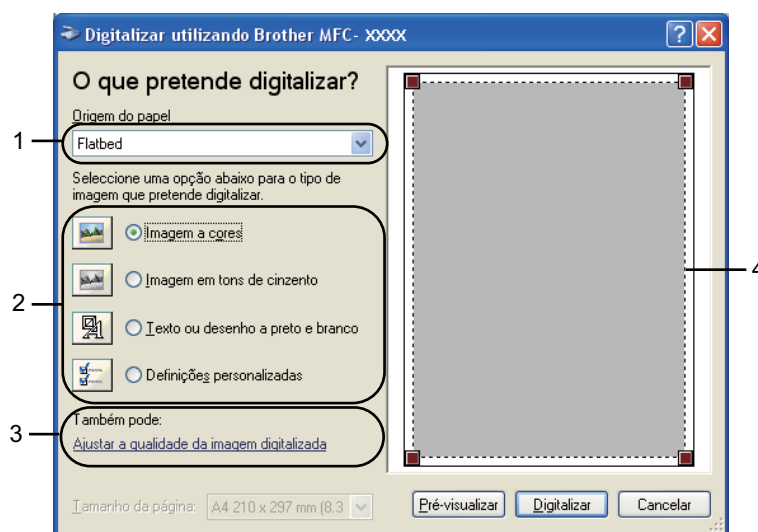 Digitalizar utilizando Brother MFC- XXXX
O que pretende digitalizar?
Origem do papel
1
Flatbed
Seleccione uma opção abaixo para o tipo de
imagem que pretende digitalizar.
Imagem a cores
Imagem em tons de cinzento
2
Texto ou desenho a preto e branco
Definições personalizadas
4
Também pode:
3
Ajustar a qualidade da imagem digitalizada
Tamanho da página: A4 210 x 297 mm (8.3
Pré-visualizar Digitalizar Cancelar